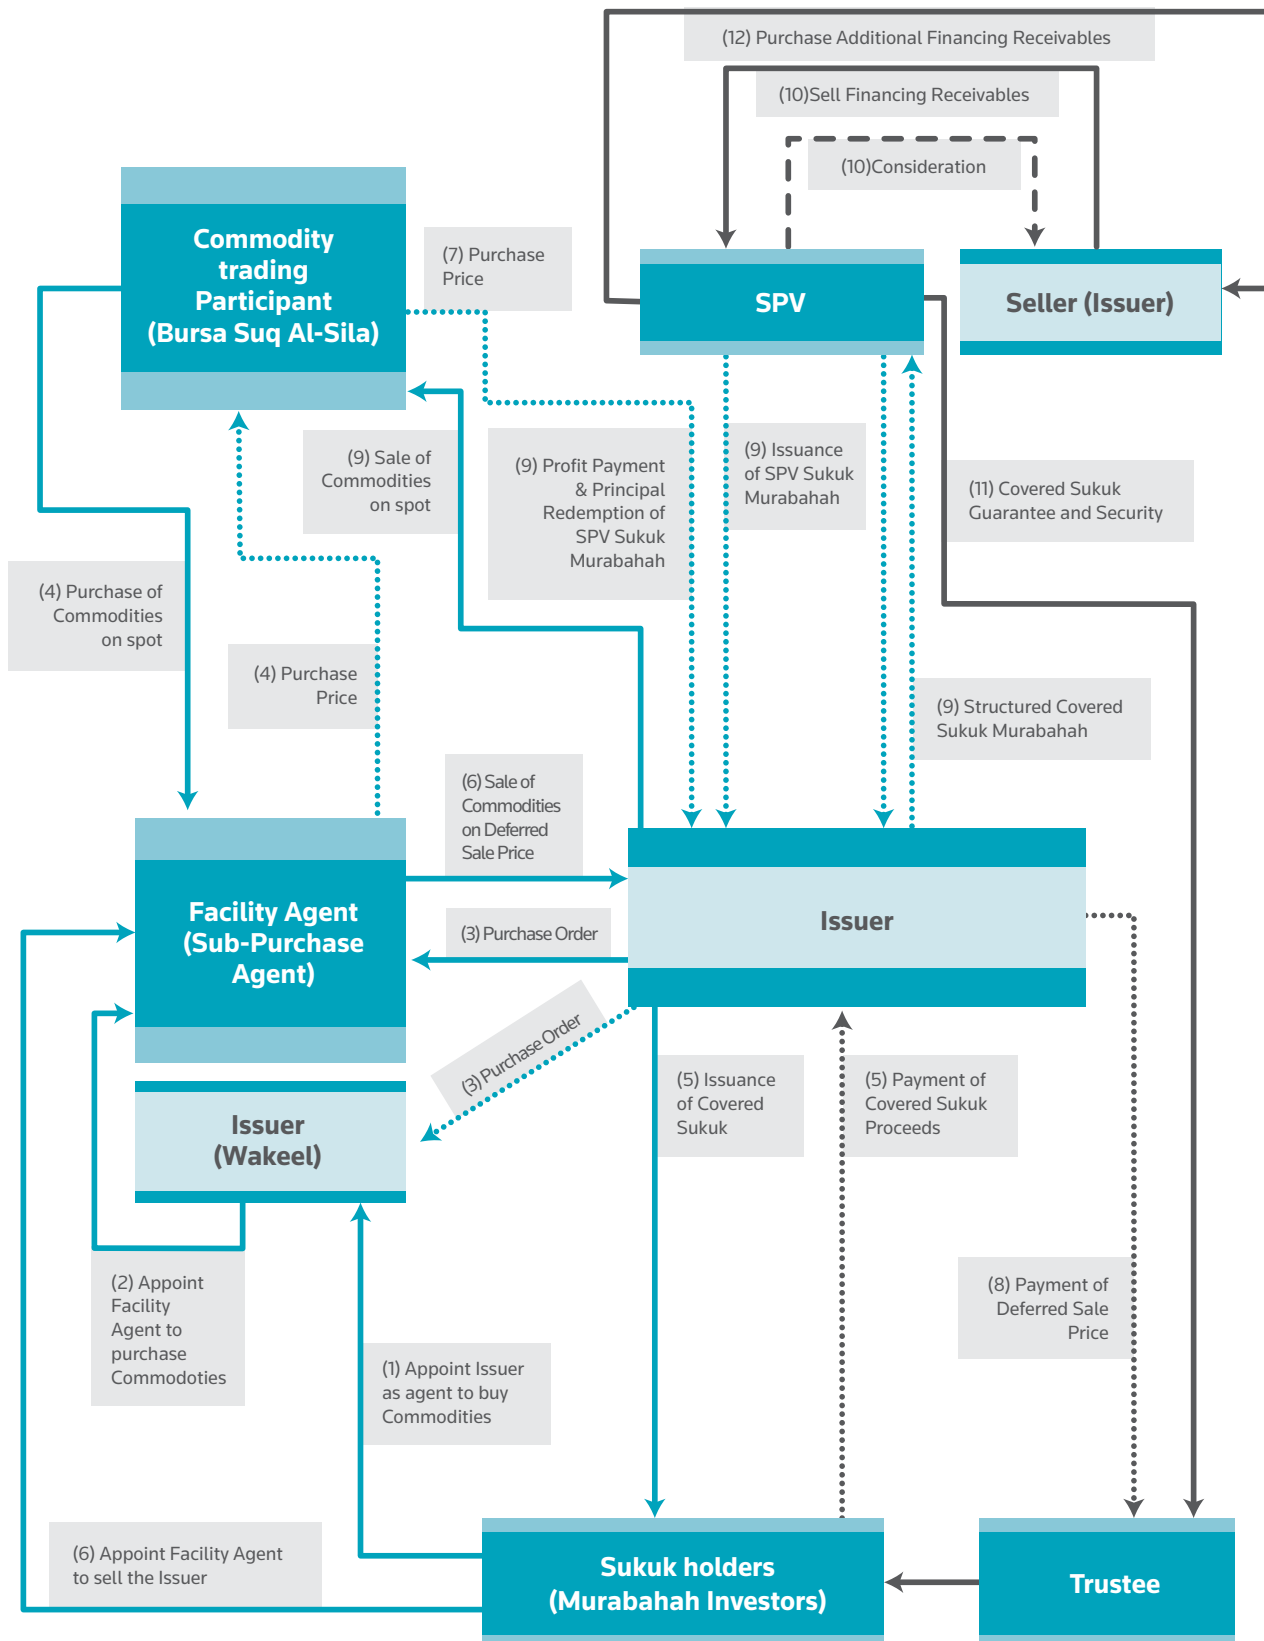 (12) Purchase Additional Financing Receivables
(10)Sell Financing Receivables
(10)Consideration
Commodity
trading
Participant
(Bursa Suq Al-Sila)
(7) Purchase
Price
SPV
Seller (Issuer)
(9) Sale of
Commodities
on spot
(9) Profit Payment
& Principal
Redemption of
SPV Sukuk
Murabahah
(9) Issuance
of SPV Sukuk
Murabahah
(11) Covered Sukuk
Guarantee and Security
(4) Purchase of
Commodities
on spot
(4) Purchase
Price
(9) Structured Covered
Sukuk Murabahah
(6) Sale of
Commodities
on Deferred
Sale Price
Facility Agent
(Sub-Purchase
Agent)
(3) Purchase Order
Issuer
(3) Purchase Order
Issuer
(Wakeel)
(5) Issuance
of Covered
Sukuk
(5) Payment of
Covered Sukuk
Proceeds
(2) Appoint
Facility
Agent to
purchase
Commodoties
(8) Payment of
Deferred Sale
Price
(1) Appoint Issuer
as agent to buy
Commodities
(6) Appoint Facility Agent
to sell the Issuer
Sukuk holders
(Murabahah Investors)
Trustee